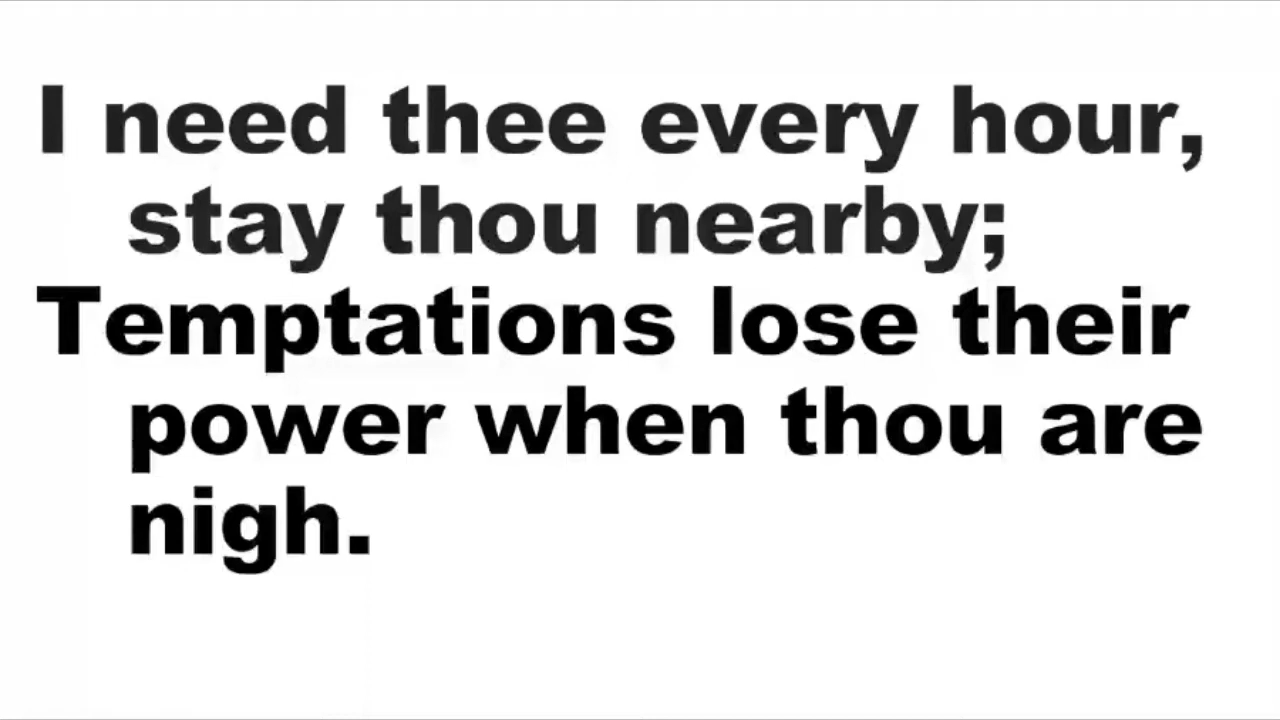 I need thee every hour,
stay thou nearby;
Temptations lose their
power when thou are
nigh.